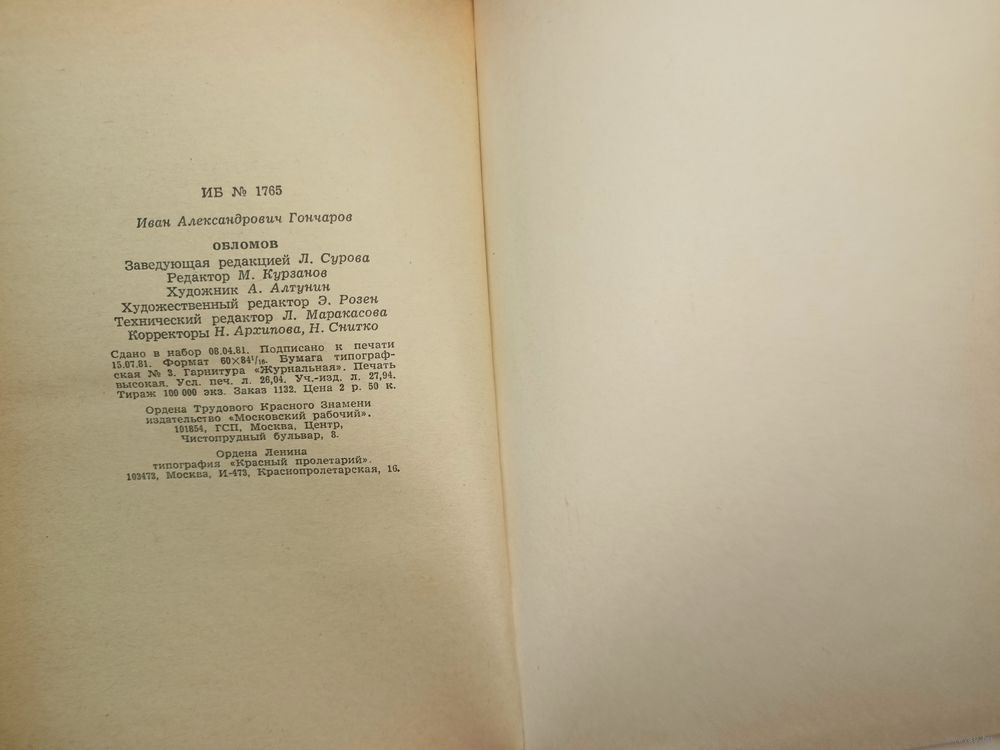 ИБ № 1765
Иван Александрович Гончаров
ОБЛОМОВ
Заведующая редакцией Л. Сурова
Редактор М. Курзанов
Художник А. Алтунин
Художественный редактор Э. Розен
Технический редактор Л. Маракасова
Корректоры Н. Архипова, Н. Снитко
Сдано в набор 08.04.81. Подписано к печати
15.07.81. Формат 60×84¹/₁₆. Бумага типограф-
ская № 3. Гарнитура «Журнальная». Печать
высокая. Усл. печ. л. 26,04. Уч.-изд. л. 27,94.
Тираж 100 000 экз. Заказ 1132. Цена 2 р. 50 к.
Ордена Трудового Красного Знамени
издательство «Московский рабочий».
101854, ГСП, Москва, Центр,
Чистопрудный бульвар, 8.
Ордена Ленина
типография «Красный пролетарий».
103473, Москва, И-473, Краснопролетарская, 16.